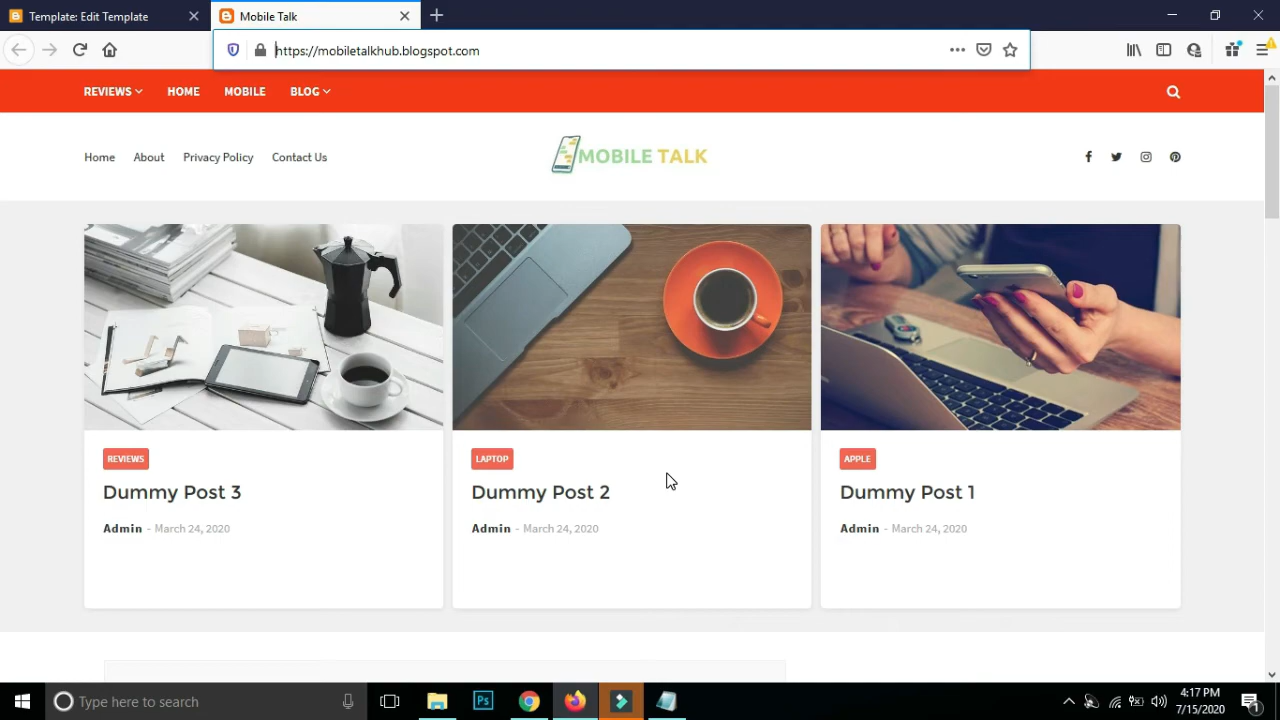 Template: Edit Template
Mobile Talk
https://mobiletalkhub.blogspot.com
REVIEWS HOME MOBILE BLOG
Home About Privacy Policy Contact Us
MOBILE TALK
REVIEWS
Dummy Post 3
Admin - March 24, 2020
LAPTOP
Dummy Post 2
Admin - March 24, 2020
APPLE
Dummy Post 1
Admin - March 24, 2020
Type here to search
Ps
4:17 PM
7/15/2020
1